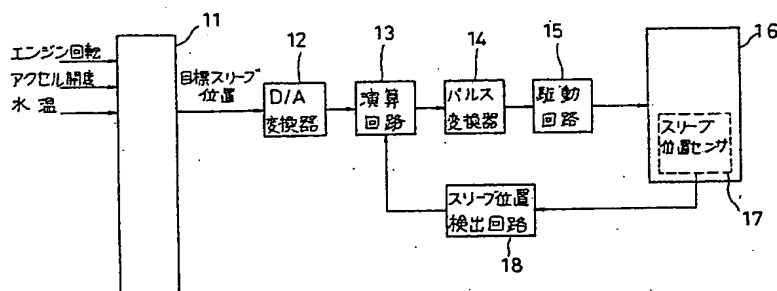 11
エンジン回転
アクセル開度
水温
目標スリーブ
位置
12
D/A
変換器
13
演算
回路
14
パルス
変換器
15
駆動
回路
16
スリーブ
位置センサ
17
スリーブ位置
検出回路
18